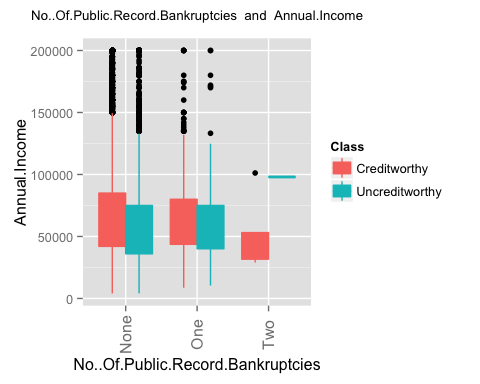 No..Of.Public.Record.Bankruptcies and Annual.Income
200000
150000
100000
50000
0
Annual.Income
None
One
Two
No..Of.Public.Record.Bankruptcies
Class
Creditworthy
Uncreditworthy